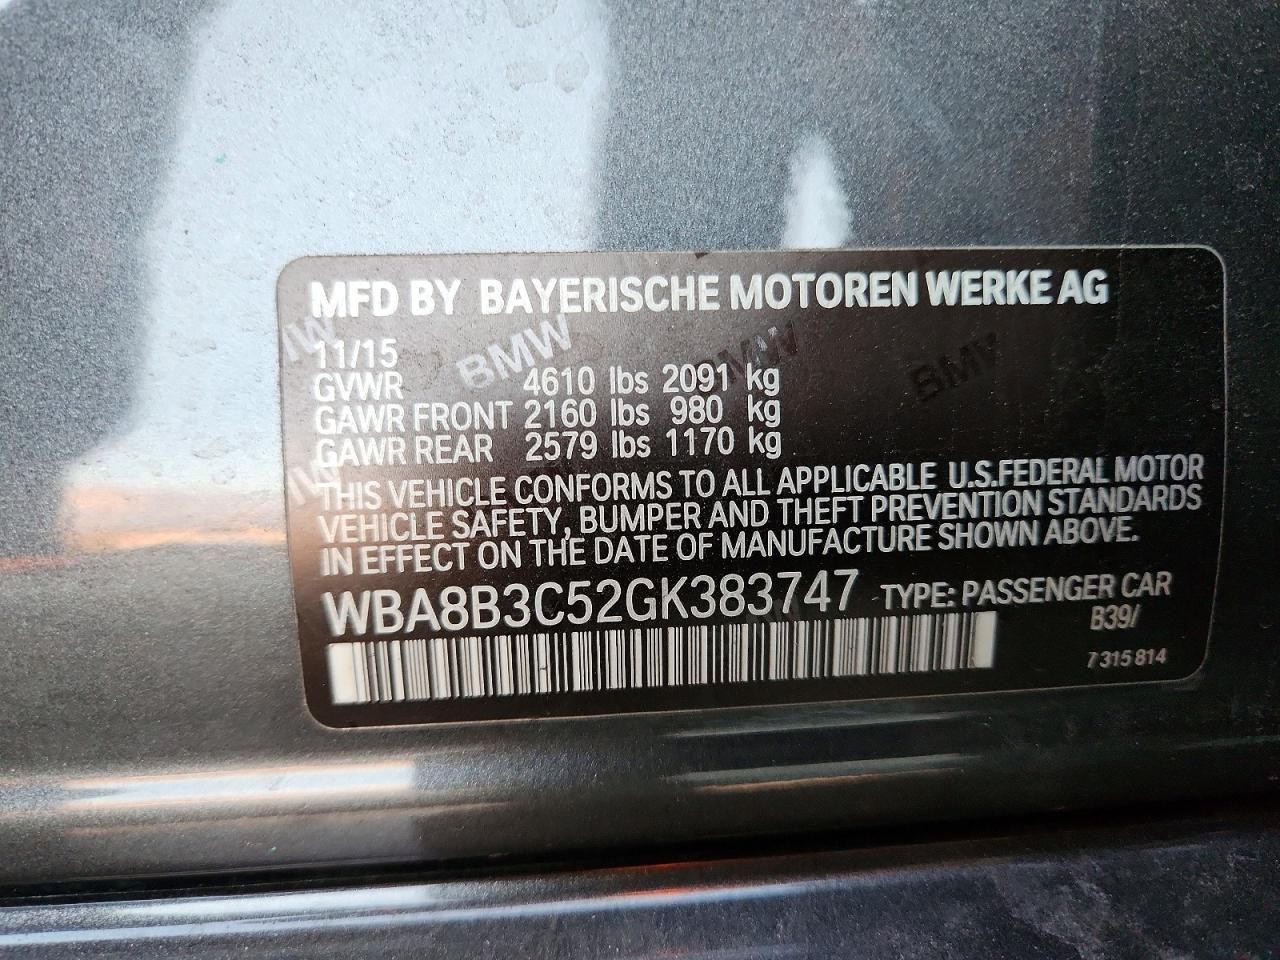 MFD BY BAYERISCHE MOTOREN WERKE AG
11/15
GVWR 4610 lbs 2091 kg
GAWR FRONT 2160 lbs 980 kg
GAWR REAR 2579 lbs 1170 kg
THIS VEHICLE CONFORMS TO ALL APPLICABLE U.S.FEDERAL MOTOR
VEHICLE SAFETY, BUMPER AND THEFT PREVENTION STANDARDS
IN EFFECT ON THE DATE OF MANUFACTURE SHOWN ABOVE.
WBA8B3C52GK383747 TYPE: PASSENGER CAR
B39/
7 315 814
BMW
BMW
BMW